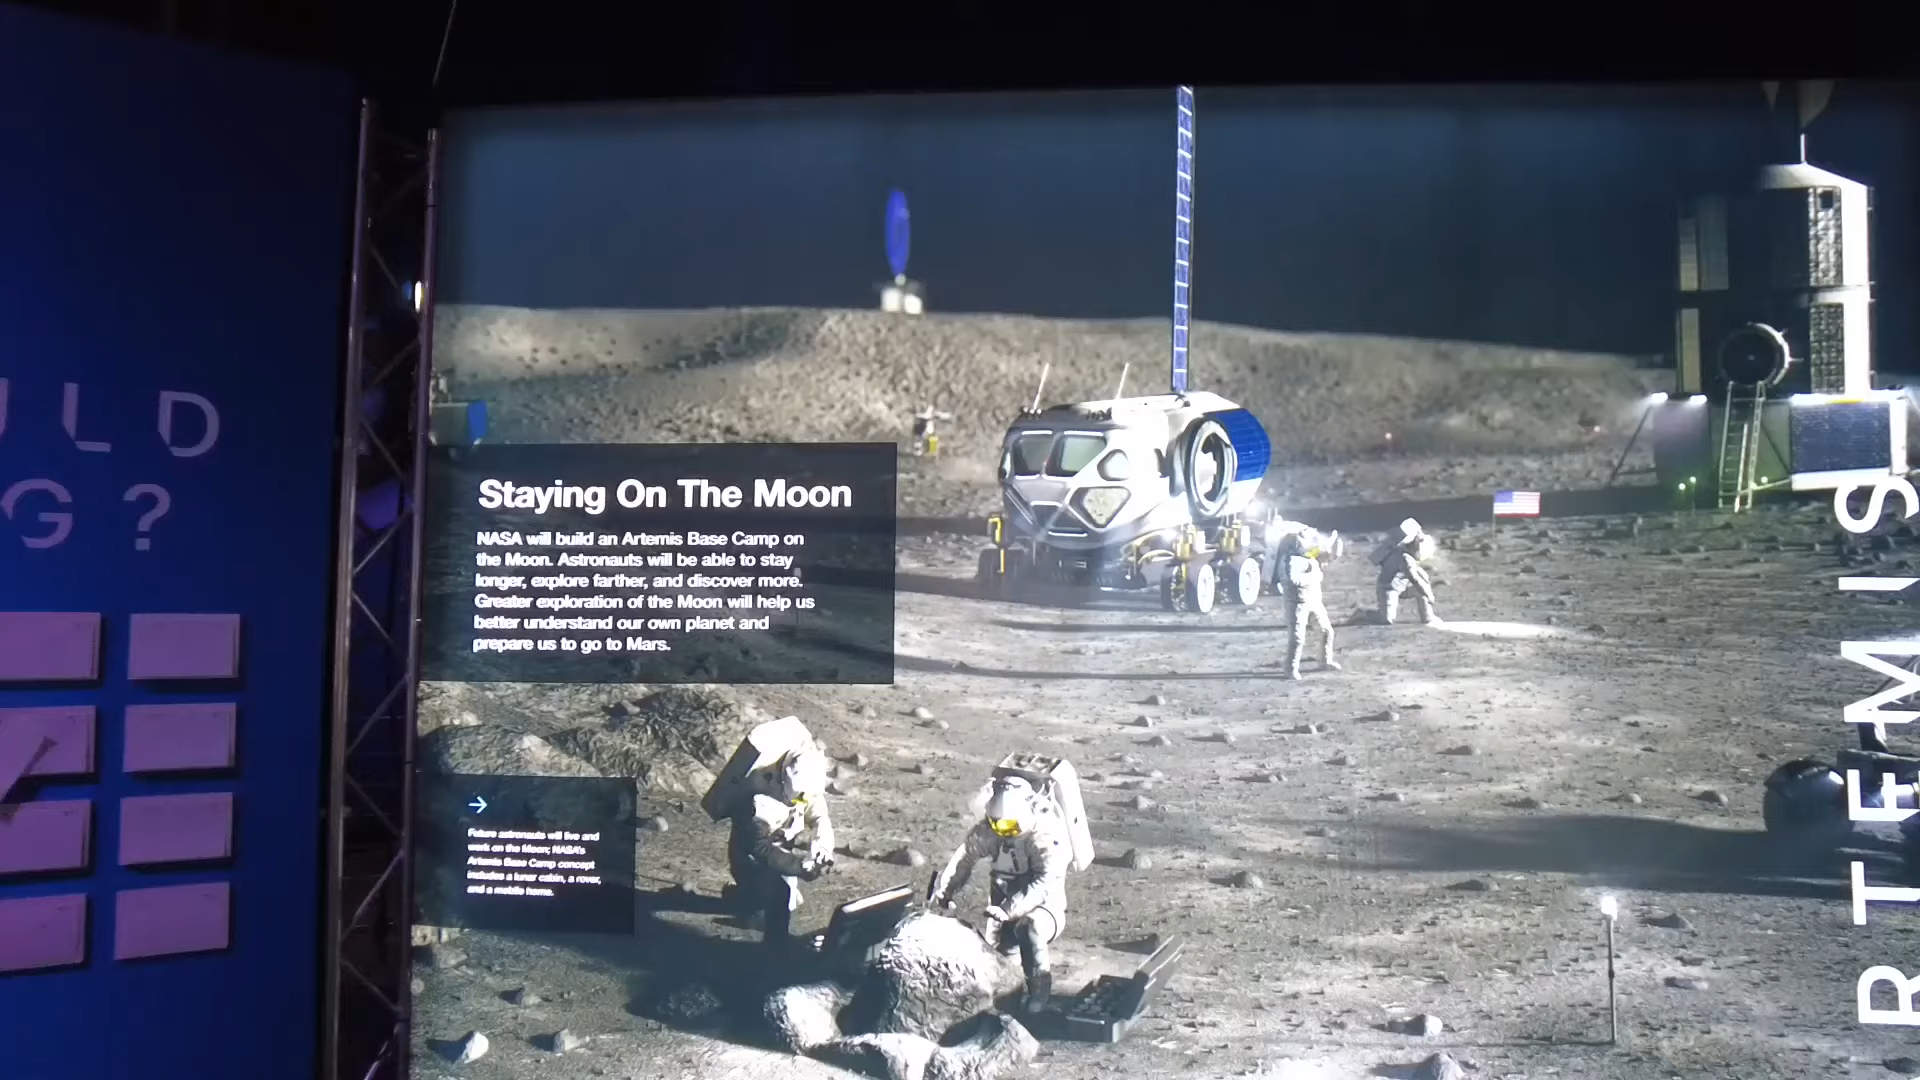 ULD
G?
Staying On The Moon
NASA will build an Artemis Base Camp on
the Moon. Astronauts will be able to stay
longer, explore farther, and discover more.
Greater exploration of the Moon will help us
better understand our own planet and
prepare us to go to Mars.
→
Future astronauts will live and
work on the Moon; NASA's
Artemis Base Camp concept
includes a lunar cabin, a rover,
and a mobile home.
RTEMIS